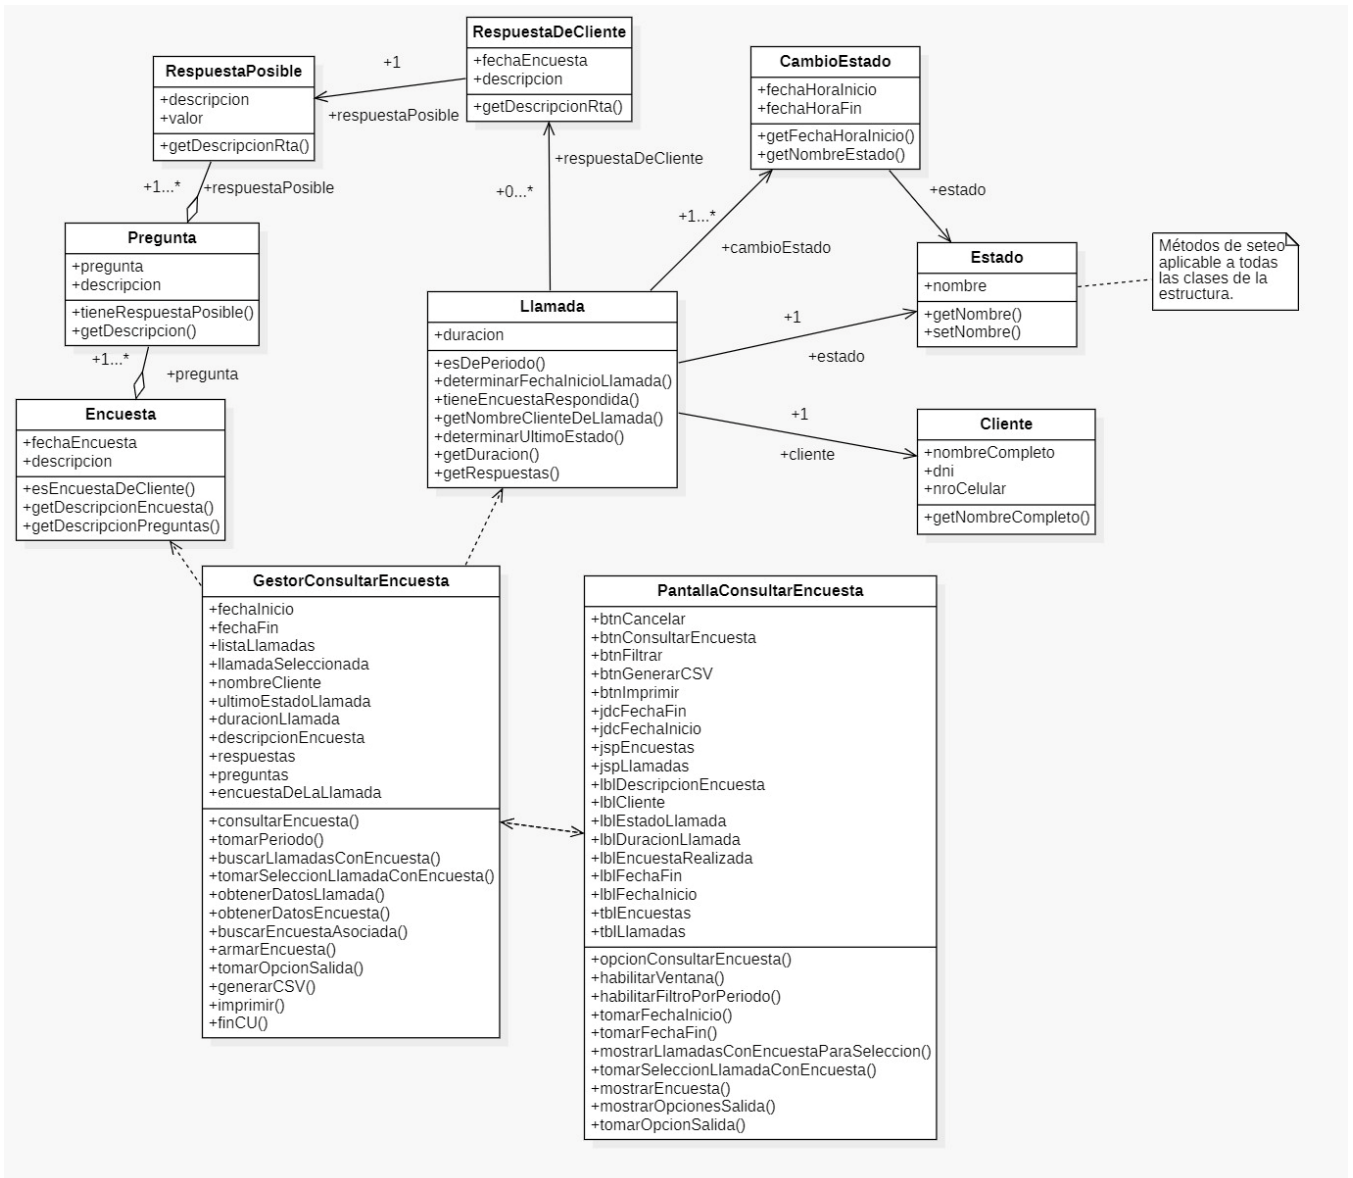 RespuestaDeCliente
+fechaEncuesta
+descripcion
+getDescripcionRta()
RespuestaPosible
+descripcion
+valor
+getDescripcionRta()
+1
+respuestaPosible
CambioEstado
+fechaHoraInicio
+fechaHoraFin
+getFechaHoraInicio()
+getNombreEstado()
+respuestaDeCliente
+0...*
+1...*
+respuestaPosible
+1...*
+cambioEstado
+estado
Pregunta
+pregunta
+descripcion
+tieneRespuestaPosible()
+getDescripcion()
Estado
+nombre
+getNombre()
+setNombre()
Métodos de seteo
aplicable a todas
las clases de la
estructura.
Llamada
+duracion
+esDePeriodo()
+determinarFechaInicioLlamada()
+tieneEncuestaRespondida()
+getNombreClienteDeLlamada()
+determinarUltimoEstado()
+getDuracion()
+getRespuestas()
+1
+estado
+1...*
+pregunta
+1
+cliente
Encuesta
+fechaEncuesta
+descripcion
+esEncuestaDeCliente()
+getDescripcionEncuesta()
+getDescripcionPreguntas()
Cliente
+nombreCompleto
+dni
+nroCelular
+getNombreCompleto()
GestorConsultarEncuesta
+fechaInicio
+fechaFin
+listaLlamadas
+llamadaSeleccionada
+nombreCliente
+ultimoEstadoLlamada
+duracionLlamada
+descripcionEncuesta
+respuestas
+preguntas
+encuestaDeLaLlamada
+consultarEncuesta()
+tomarPeriodo()
+buscarLlamadasConEncuesta()
+tomarSeleccionLlamadaConEncuesta()
+obtenerDatosLlamada()
+obtenerDatosEncuesta()
+buscarEncuestaAsociada()
+armarEncuesta()
+tomarOpcionSalida()
+generarCSV()
+imprimir()
+finCU()
PantallaConsultarEncuesta
+btnCancelar
+btnConsultarEncuesta
+btnFiltrar
+btnGenerarCSV
+btnImprimir
+jdcFechaFin
+jdcFechaInicio
+jspEncuestas
+jspLlamadas
+lblDescripcionEncuesta
+lblCliente
+lblEstadoLlamada
+lblDuracionLlamada
+lblEncuestaRealizada
+lblFechaFin
+lblFechaInicio
+tblEncuestas
+tblLlamadas
+opcionConsultarEncuesta()
+habilitarVentana()
+habilitarFiltroPorPeriodo()
+tomarFechaInicio()
+tomarFechaFin()
+mostrarLlamadasConEncuestaParaSeleccion()
+tomarSeleccionLlamadaConEncuesta()
+mostrarEncuesta()
+mostrarOpcionesSalida()
+tomarOpcionSalida()